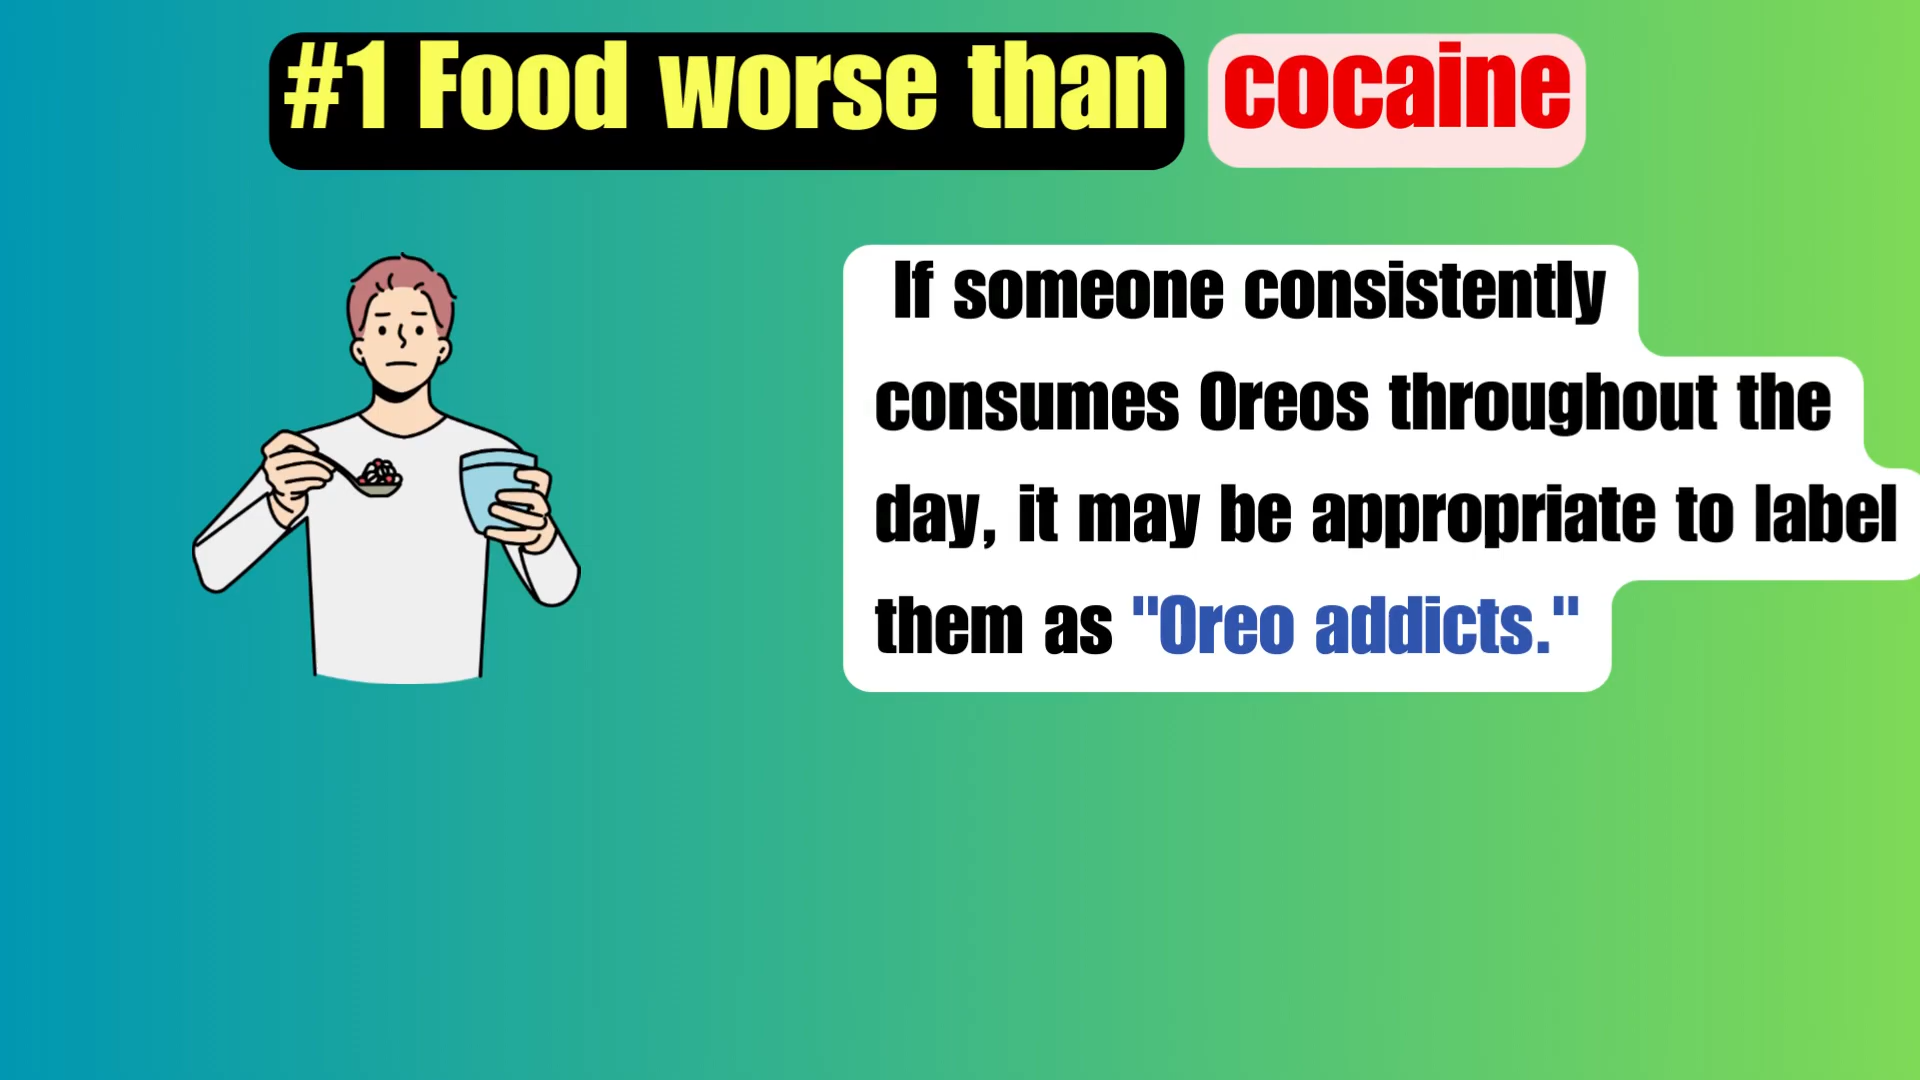 #1 Food worse than cocaine
If someone consistently
consumes Oreos throughout the
day, it may be appropriate to label
them as "Oreo addicts."